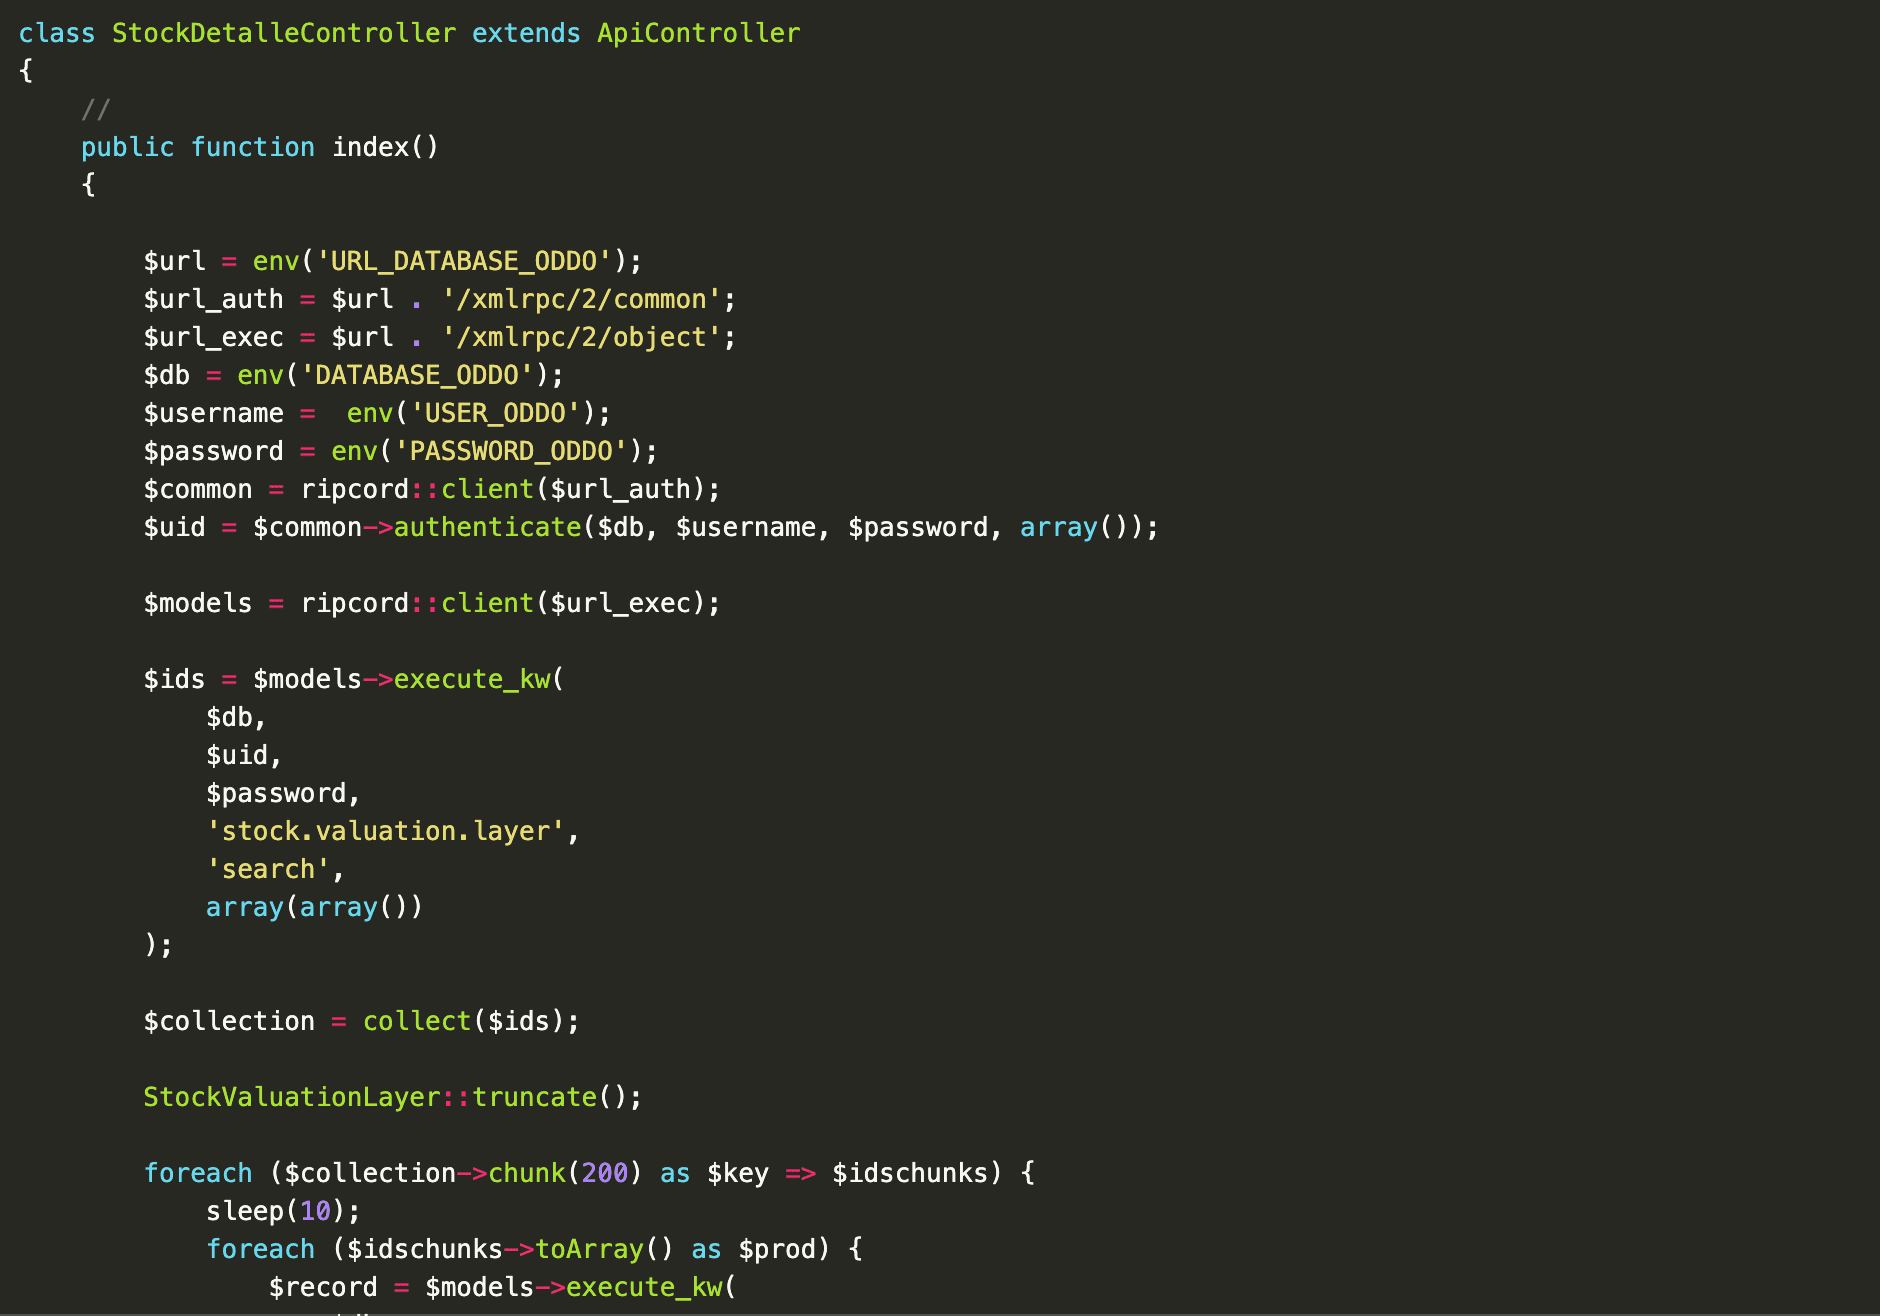 class StockDetalleController extends ApiController
{
    //
    public function index()
    {

        $url = env('URL_DATABASE_ODDO');
        $url_auth = $url . '/xmlrpc/2/common';
        $url_exec = $url . '/xmlrpc/2/object';
        $db = env('DATABASE_ODDO');
        $username =  env('USER_ODDO');
        $password = env('PASSWORD_ODDO');
        $common = ripcord::client($url_auth);
        $uid = $common->authenticate($db, $username, $password, array());

        $models = ripcord::client($url_exec);

        $ids = $models->execute_kw(
            $db,
            $uid,
            $password,
            'stock.valuation.layer',
            'search',
            array(array())
        );

        $collection = collect($ids);

        StockValuationLayer::truncate();

        foreach ($collection->chunk(200) as $key => $idschunks) {
            sleep(10);
            foreach ($idschunks->toArray() as $prod) {
                $record = $models->execute_kw(